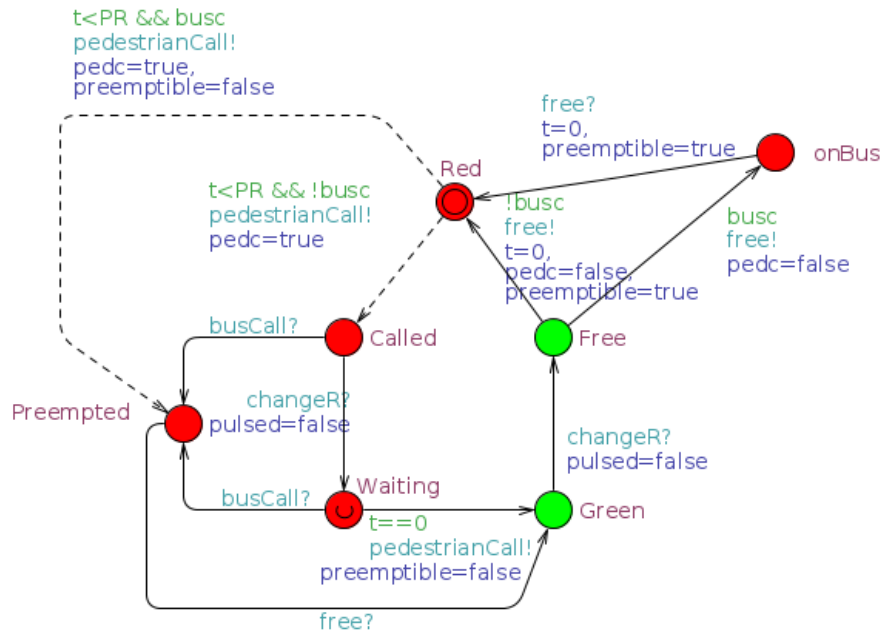 t<PR && busc
pedestrianCall!
pedc=true,
preemptible=false
free?
t=0,
preemptible=true
onBus
Red
t<PR && !busc
pedestrianCall!
pedc=true
!busc
free!
t=0,
pedc=false,
preemptible=true
busc
free!
pedc=false
busCall?
Called
Free
changeR?
pulsed=false
Preempted
changeR?
pulsed=false
busCall?
Waiting
Green
t==0
pedestrianCall!
preemptible=false
free?